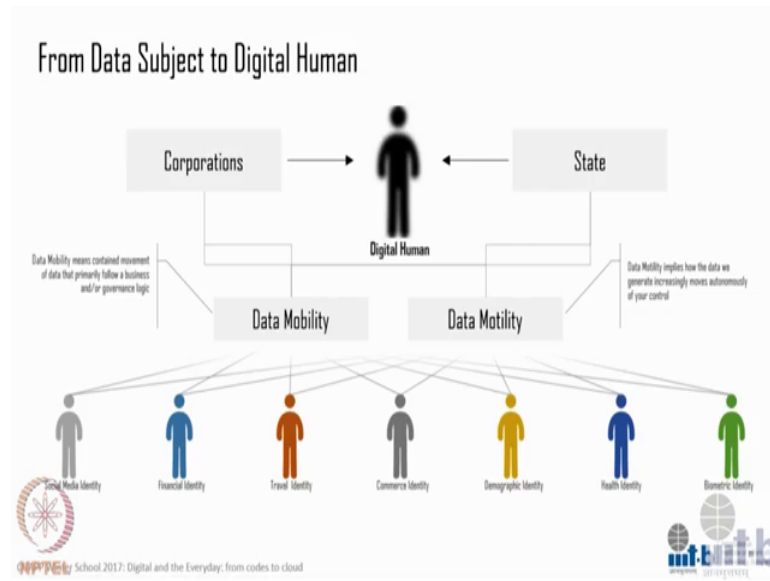 From Data Subject to Digital Human
Corporations
State
Digital Human
Data Mobility means contained movement
of data that primarily follow a business
and/or governance logic
Data Motility implies how the data we
generate increasingly moves autonomously
of your control
Data Mobility
Data Motility
Social Media Identity
Financial Identity
Travel Identity
Commerce Identity
Demographic Identity
Health Identity
Biometric Identity
School 2017: Digital and the Everyday: from codes to cloud
NPTEL